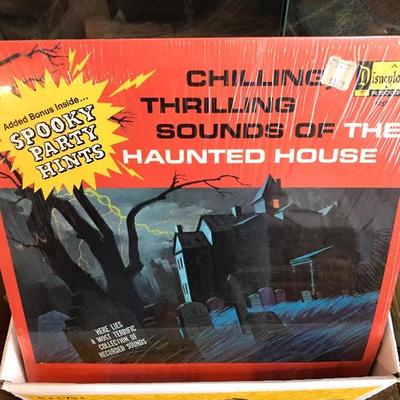 Added Bonus Inside...
SPOOKY
PARTY
HINTS
CHILLING,
THRILLING
SOUNDS OF THE
HAUNTED HOUSE
HERE LIES
A MOST TERRIFIC
COLLECTION OF
RECORDED SOUNDS